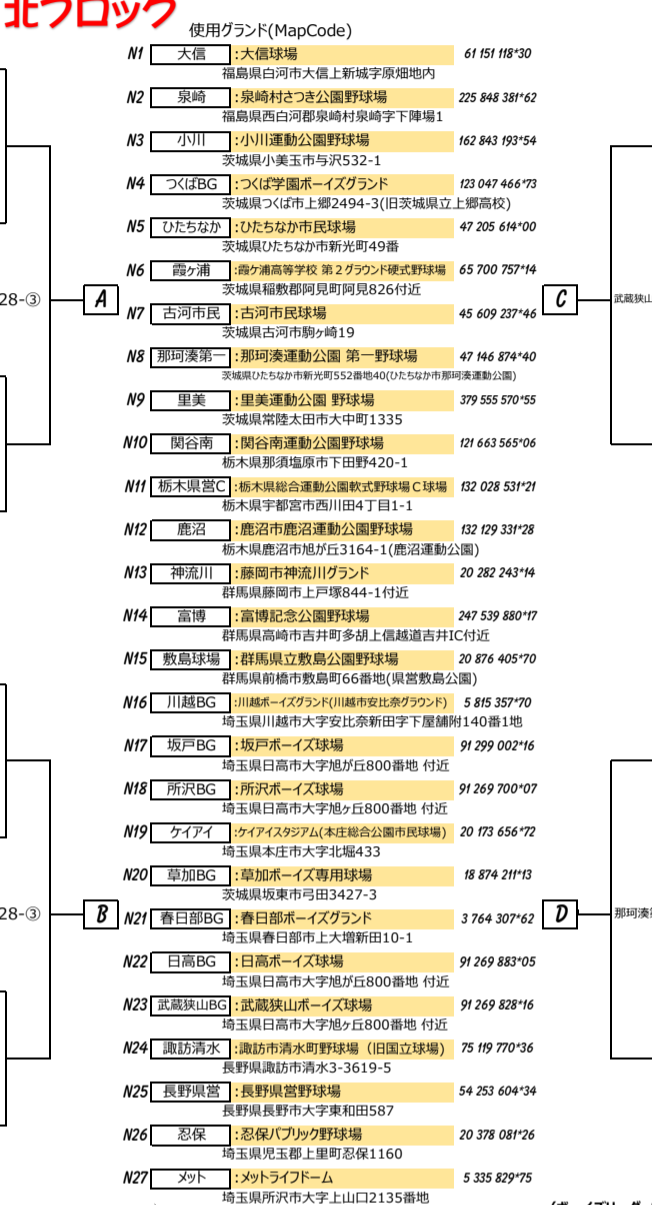 北ブロック
使用グランド(MapCode)
N1 大信 :大信球場 61 151 118*30
福島県白河市大信上新城字原畑地内
N2 泉崎 :泉崎村さつき公園野球場 225 848 381*62
福島県西白河郡泉崎村泉崎字下陣場1
N3 小川 :小川運動公園野球場 162 843 193*54
茨城県小美玉市与沢532-1
N4 つくばBG :つくば学園ボーイズグランド 123 047 466*73
茨城県つくば市上郷2494-3(旧茨城県立上郷高校)
N5 ひたちなか :ひたちなか市民球場 47 205 614*00
茨城県ひたちなか市新光町49番
N6 霞ヶ浦 :霞ケ浦高等学校 第２グラウンド硬式野球場 65 700 757*14
茨城県稲敷郡阿見町阿見826付近
28-③ A C 武蔵狭山
N7 古河市民 :古河市民球場 45 609 237*46
茨城県古河市駒ヶ崎19
N8 那珂湊第一 :那珂湊運動公園 第一野球場 47 146 874*40
茨城県ひたちなか市新光町552番地40(ひたちなか市那珂湊運動公園)
N9 里美 :里美運動公園 野球場 379 555 570*55
茨城県常陸太田市大中町1335
N10 関谷南 :関谷南運動公園野球場 121 663 565*06
栃木県那須塩原市下田野420-1
N11 栃木県営C :栃木県総合運動公園軟式野球場Ｃ球場 132 028 531*21
栃木県宇都宮市西川田4丁目1-1
N12 鹿沼 :鹿沼市鹿沼運動公園野球場 132 129 331*28
栃木県鹿沼市旭が丘3164-1(鹿沼運動公園)
N13 神流川 :藤岡市神流川グランド 20 282 243*14
群馬県藤岡市上戸塚844-1付近
N14 富博 :富博記念公園野球場 247 539 880*17
群馬県高崎市吉井町多胡上信越道吉井IC付近
N15 敷島球場 :群馬県立敷島公園野球場 20 876 405*70
群馬県前橋市敷島町66番地(県営敷島公園)
N16 川越BG :川越ボーイズグランド(川越市安比奈グラウンド) 5 815 357*70
埼玉県川越市大字安比奈新田字下屋舗附140番1地
N17 坂戸BG :坂戸ボーイズ球場 91 299 002*16
埼玉県日高市大字旭が丘800番地 付近
N18 所沢BG :所沢ボーイズ球場 91 269 700*07
埼玉県日高市大字旭ヶ丘800番地 付近
N19 ケイアイ :ケイアイスタジアム(本庄総合公園市民球場) 20 173 656*72
埼玉県本庄市大字北堀433
N20 草加BG :草加ボーイズ専用球場 18 874 211*13
茨城県坂東市弓田3427-3
28-③ B N21 春日部BG :春日部ボーイズグランド 3 764 307*62 D 那珂湊
埼玉県春日部市上大増新田10-1
N22 日高BG :日高ボーイズ球場 91 269 883*05
埼玉県日高市大字旭が丘800番地 付近
N23 武蔵狭山BG :武蔵狭山ボーイズ球場 91 269 828*16
埼玉県日高市大字旭ヶ丘800番地 付近
N24 諏訪清水 :諏訪市清水町野球場（旧国立球場) 75 119 770*36
長野県諏訪市清水3-3619-5
N25 長野県営 :長野県営野球場 54 253 604*34
長野県長野市大字東和田587
N26 忍保 :忍保パブリック野球場 20 378 081*26
埼玉県児玉郡上里町忍保1160
N27 メット :メットライフドーム 5 335 829*75
埼玉県所沢市大字上山口2135番地